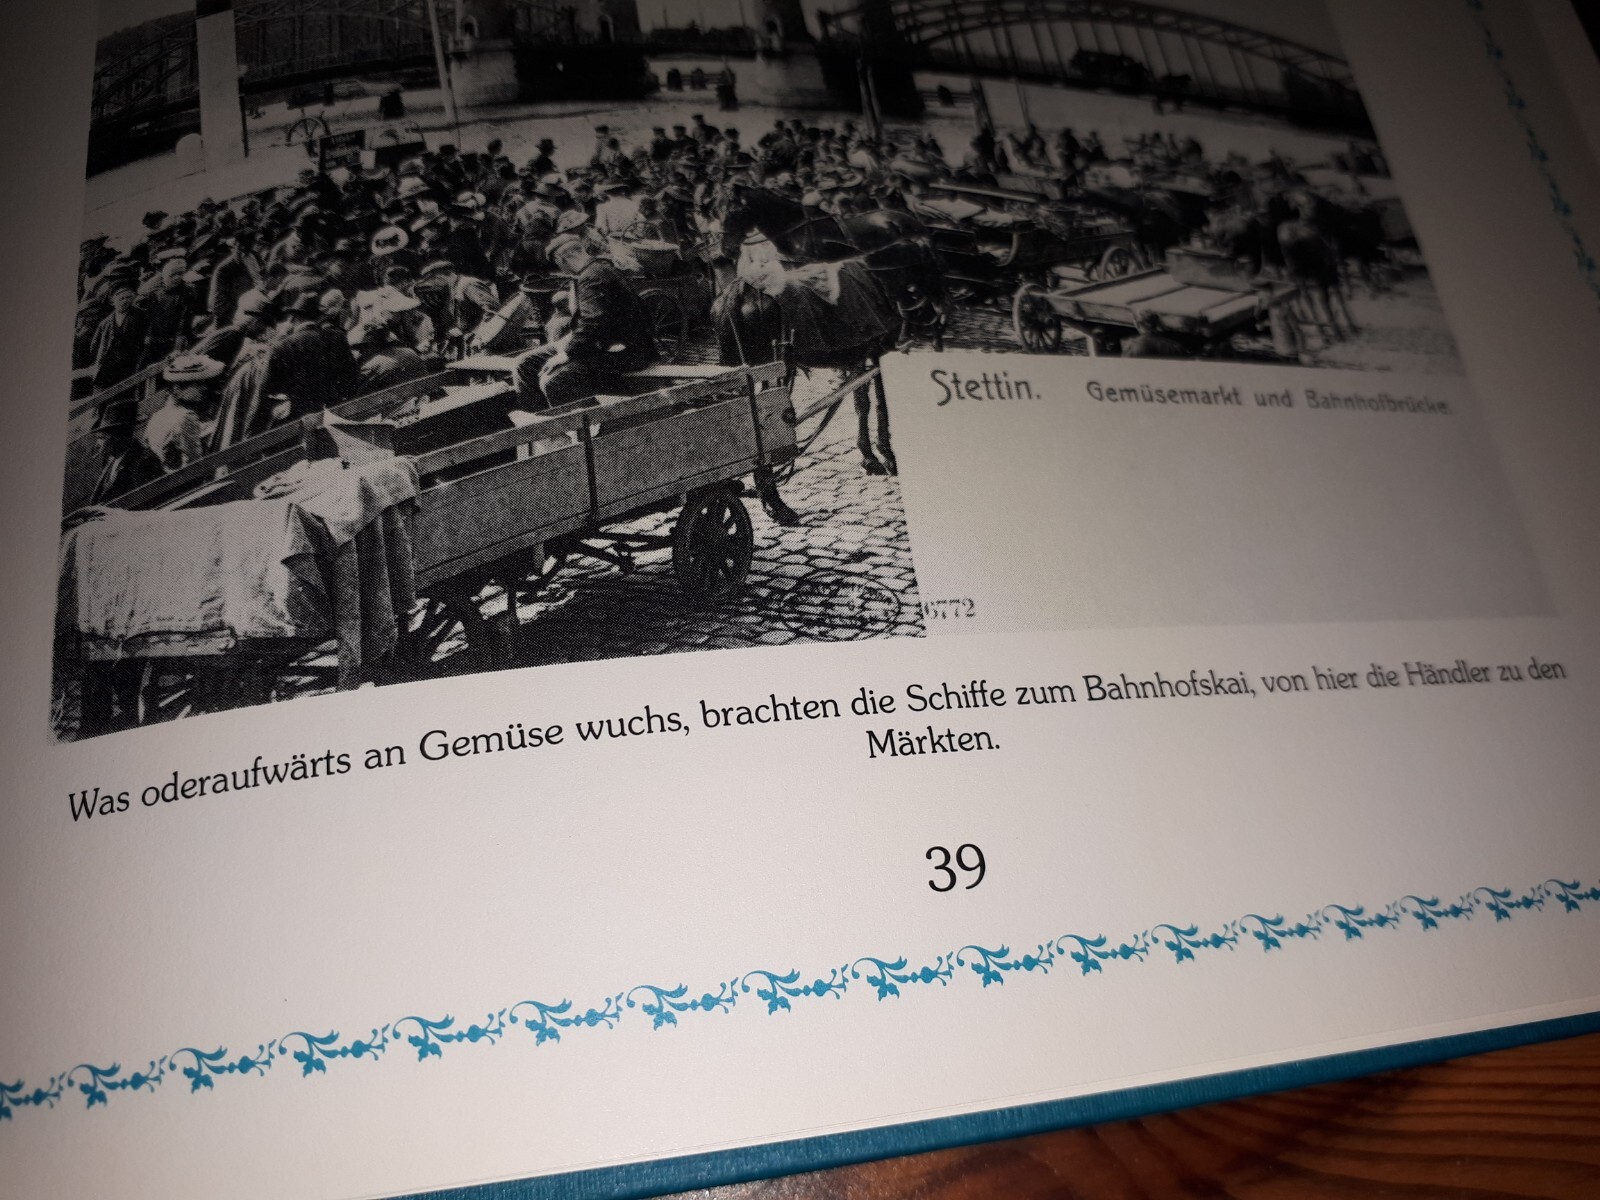 Stettin. Gemüsemarkt und Bahnhofbrücke.
6772
Was oderaufwärts an Gemüse wuchs, brachten die Schiffe zum Bahnhofskai, von hier die Händler zu den
Märkten.
39